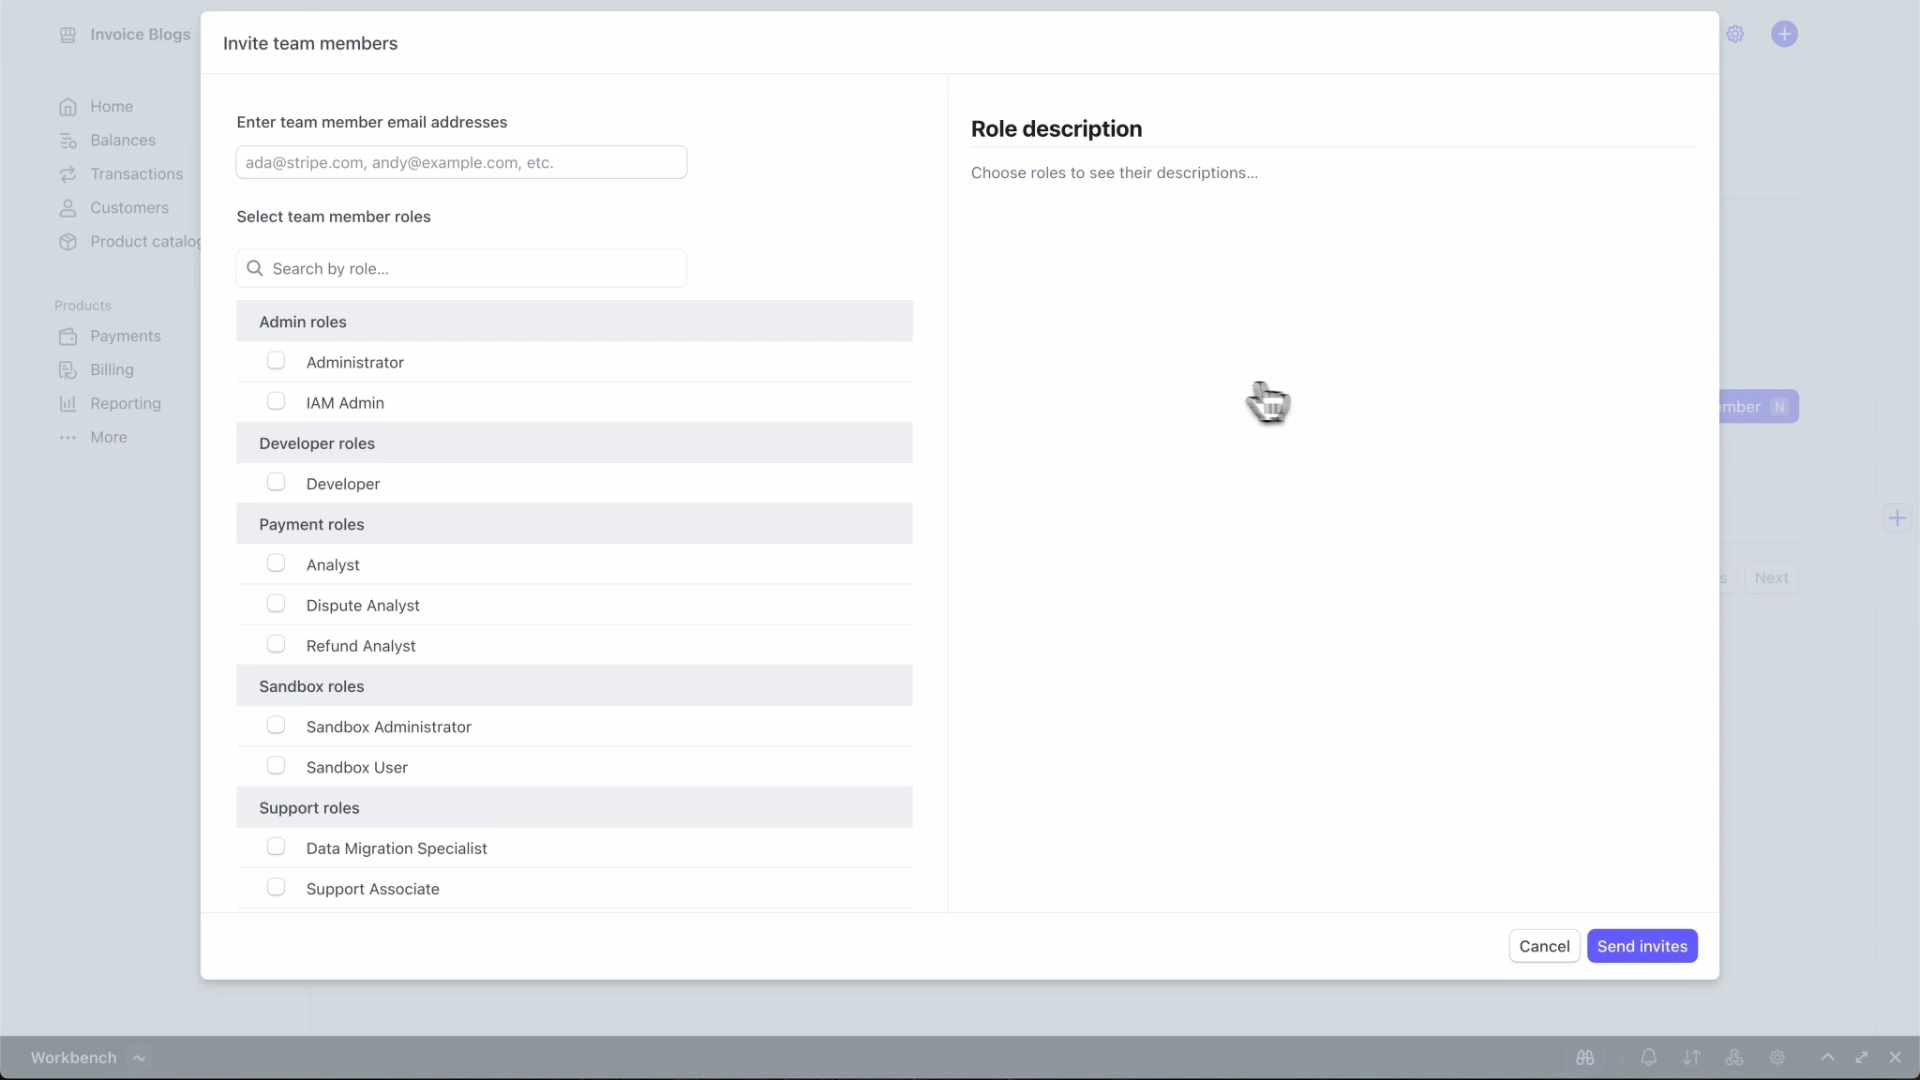 Invite team members
Invoice Blogs
Home
Balances
Transactions
Customers
Product catalog
Products
Payments
Billing
Reporting
More
Enter team member email addresses
ada@stripe.com, andy@example.com, etc.
Select team member roles
Search by role...
Admin roles
Administrator
IAM Admin
Developer roles
Developer
Payment roles
Analyst
Dispute Analyst
Refund Analyst
Sandbox roles
Sandbox Administrator
Sandbox User
Support roles
Data Migration Specialist
Support Associate
Role description
Choose roles to see their descriptions...
N
Next
Cancel
Send invites
Workbench